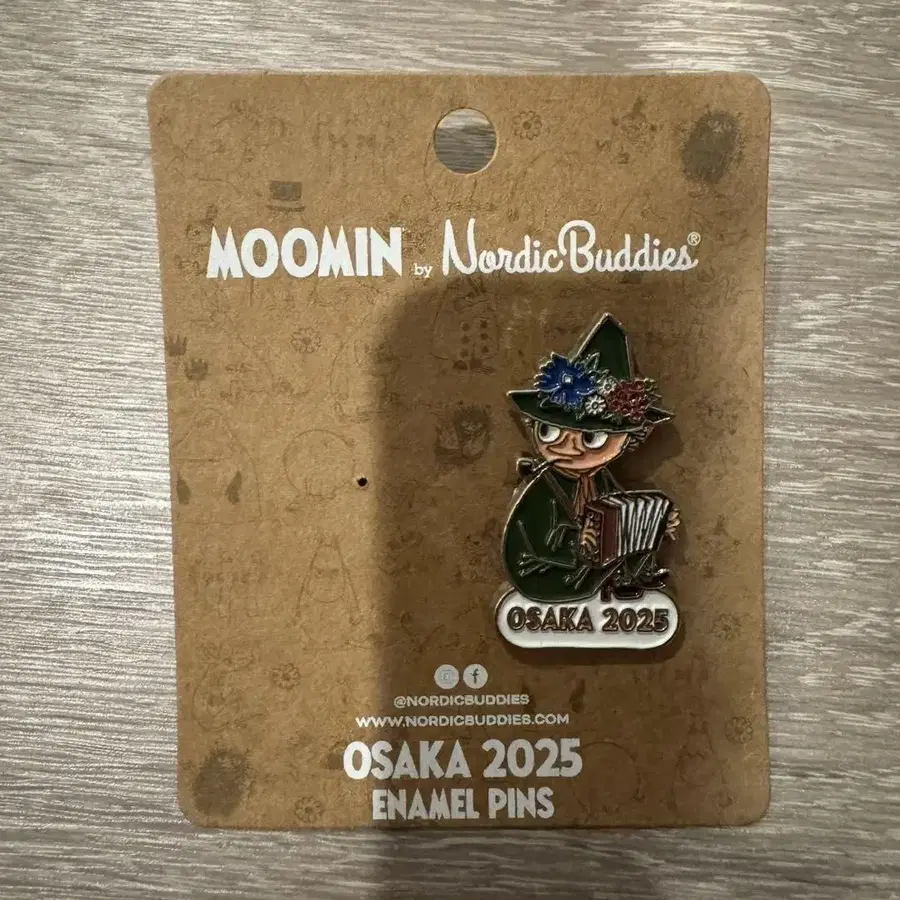 MOOMIN by NordicBuddies®
OSAKA 2025
@NORDICBUDDIES
WWW.NORDICBUDDIES.COM
OSAKA 2025
ENAMEL PINS